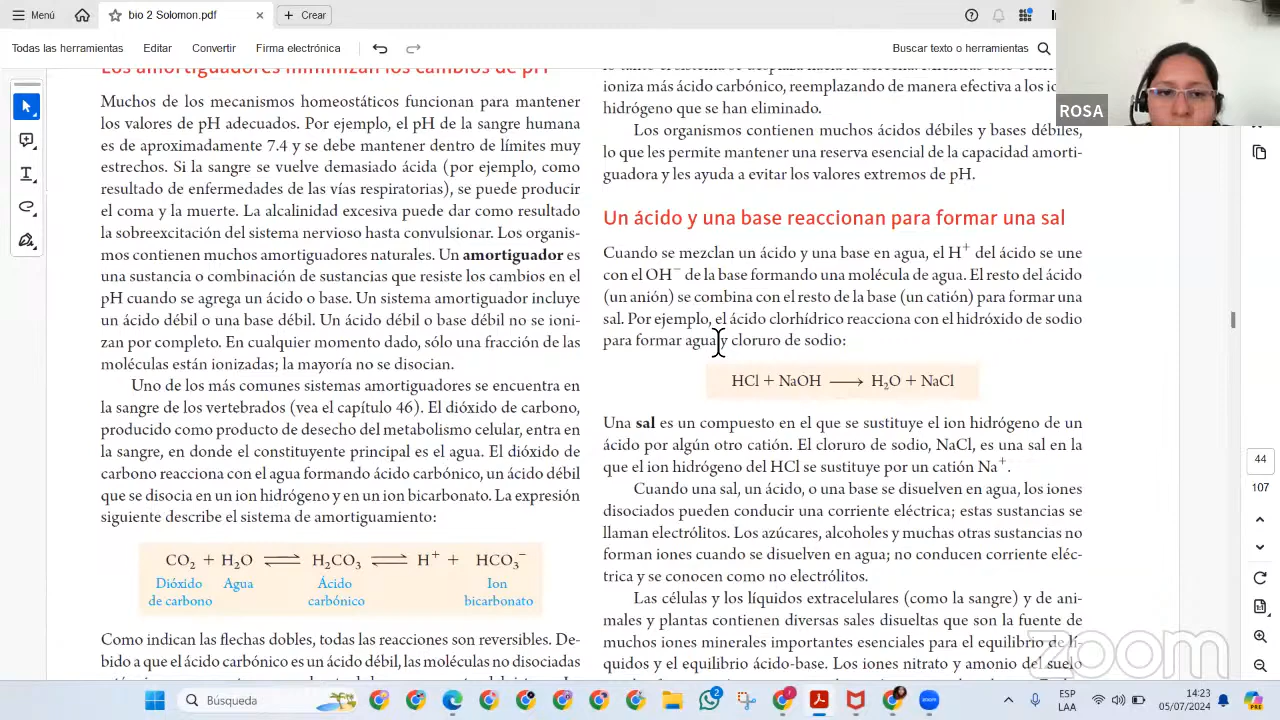 Menú
bio 2 Solomon.pdf
Crear
Todas las herramientas
Editar
Convertir
Firma electrónica
Buscar texto o herramientas
ROSA
Los amortiguadores minimizan los cambios de pH
Muchos de los mecanismos homeostáticos funcionan para mantener
los valores de pH adecuados. Por ejemplo, el pH de la sangre humana
es de aproximadamente 7.4 y se debe mantener dentro de límites muy
estrechos. Si la sangre se vuelve demasiado ácida (por ejemplo, como
resultado de enfermedades de las vías respiratorias), se puede producir
el coma y la muerte. La alcalinidad excesiva puede dar como resultado
la sobreexcitación del sistema nervioso hasta convulsionar. Los organis-
mos contienen muchos amortiguadores naturales. Un amortiguador es
una sustancia o combinación de sustancias que resiste los cambios en el
pH cuando se agrega un ácido o base. Un sistema amortiguador incluye
un ácido débil o una base débil. Un ácido débil o base débil no se ioni-
zan por completo. En cualquier momento dado, sólo una fracción de las
moléculas están ionizadas; la mayoría no se disocian.
Uno de los más comunes sistemas amortiguadores se encuentra en
la sangre de los vertebrados (vea el capítulo 46). El dióxido de carbono,
producido como producto de desecho del metabolismo celular, entra en
la sangre, en donde el constituyente principal es el agua. El dióxido de
carbono reacciona con el agua formando ácido carbónico, un ácido débil
que se disocia en un ion hidrógeno y en un ion bicarbonato. La expresión
siguiente describe el sistema de amortiguamiento:
CO₂ + H₂O ⇌ H₂CO₃ ⇌ H⁺ + HCO₃⁻
Dióxido Agua Ácido Ion
de carbono carbónico bicarbonato
Como indican las flechas dobles, todas las reacciones son reversibles. De-
bido a que el ácido carbónico es un ácido débil, las moléculas no disociadas
ioniza más ácido carbónico, reemplazando de manera efectiva a los io
hidrógeno que se han eliminado.
Los organismos contienen muchos ácidos débiles y bases débiles,
lo que les permite mantener una reserva esencial de la capacidad amorti-
guadora y les ayuda a evitar los valores extremos de pH.
Un ácido y una base reaccionan para formar una sal
Cuando se mezclan un ácido y una base en agua, el H⁺ del ácido se une
con el OH⁻ de la base formando una molécula de agua. El resto del ácido
(un anión) se combina con el resto de la base (un catión) para formar una
sal. Por ejemplo, el ácido clorhídrico reacciona con el hidróxido de sodio
para formar agua y cloruro de sodio:
HCl + NaOH ⟶ H₂O + NaCl
Una sal es un compuesto en el que se sustituye el ion hidrógeno de un
ácido por algún otro catión. El cloruro de sodio, NaCl, es una sal en la
que el ion hidrógeno del HCl se sustituye por un catión Na⁺.
Cuando una sal, un ácido, o una base se disuelven en agua, los iones
disociados pueden conducir una corriente eléctrica; estas sustancias se
llaman electrólitos. Los azúcares, alcoholes y muchas otras sustancias no
forman iones cuando se disuelven en agua; no conducen corriente eléc-
trica y se conocen como no electrólitos.
Las células y los líquidos extracelulares (como la sangre) y de ani-
males y plantas contienen diversas sales disueltas que son la fuente de
muchos iones minerales importantes esenciales para el equilibrio de lí-
quidos y el equilibrio ácido-base. Los iones nitrato y amonio del suelo
44
107
zoom
Búsqueda
2
ESP
LAA
14:23
05/07/2024